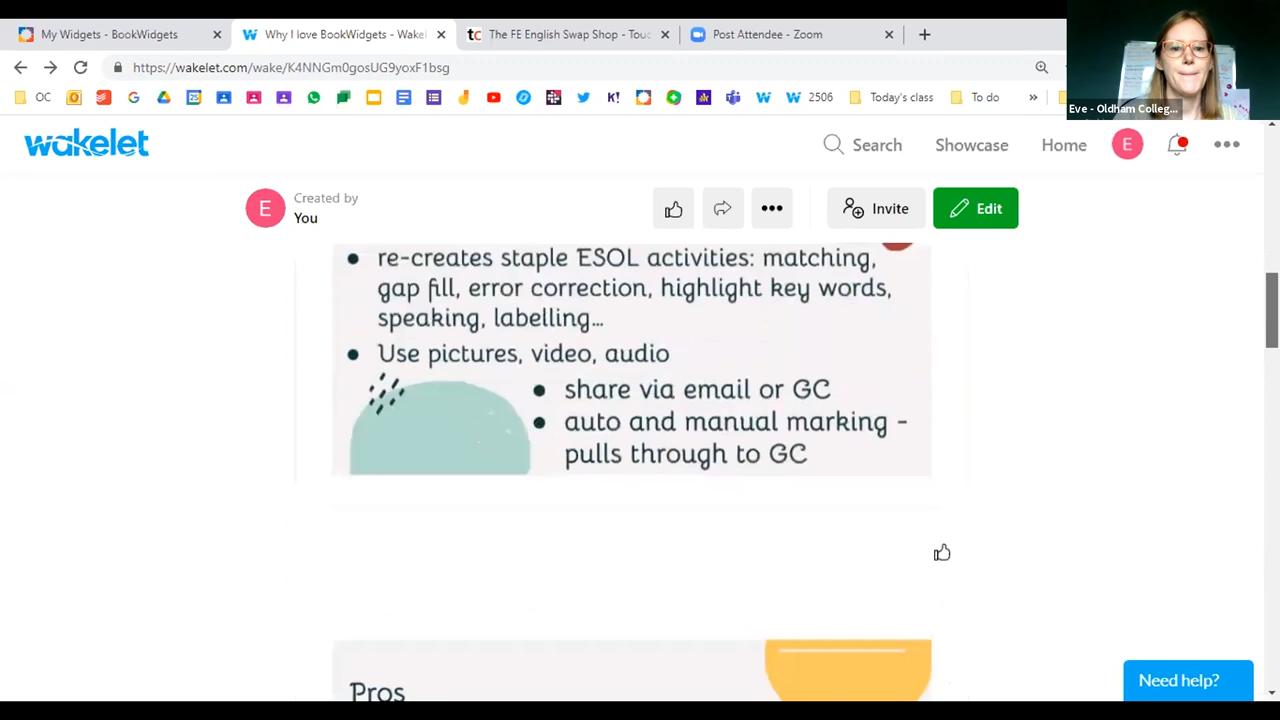 My Widgets - BookWidgets
Why I love BookWidgets - Wakel
The FE English Swap Shop - Touc
Post Attendee - Zoom
https://wakelet.com/wake/K4NNGm0gosUG9yoxF1bsg
OC
K!
2506
Today's class
To do
Eve - Oldham Colleg...
wakelet
Search
Showcase
Home
E
E
Created by
You
Invite
Edit
re-creates staple ESOL activities: matching,
gap fill, error correction, highlight key words,
speaking, labelling...
Use pictures, video, audio
share via email or GC
auto and manual marking -
pulls through to GC
Pros
Need help?